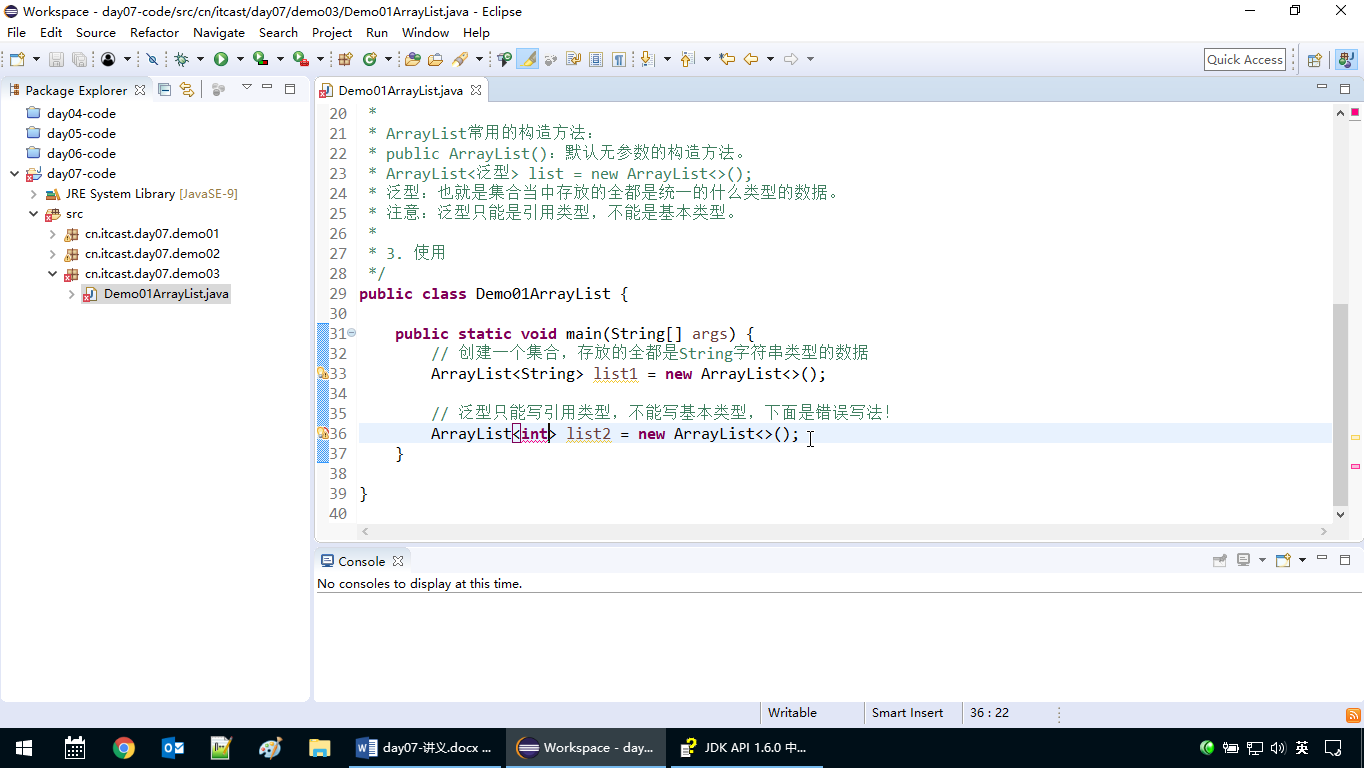 Workspace - day07-code/src/cn/itcast/day07/demo03/Demo01ArrayList.java - Eclipse
File Edit Source Refactor Navigate Search Project Run Window Help
Quick Access
Package Explorer
day04-code
day05-code
day06-code
day07-code
JRE System Library [JavaSE-9]
src
cn.itcast.day07.demo01
cn.itcast.day07.demo02
cn.itcast.day07.demo03
Demo01ArrayList.java
Demo01ArrayList.java
20 *
21 * ArrayList常用的构造方法：
22 * public ArrayList()：默认无参数的构造方法。
23 * ArrayList<泛型> list = new ArrayList<>();
24 * 泛型：也就是集合当中存放的全都是统一的什么类型的数据。
25 * 注意：泛型只能是引用类型，不能是基本类型。
26 *
27 * 3. 使用
28 */
29 public class Demo01ArrayList {
30
31 public static void main(String[] args) {
32 // 创建一个集合，存放的全都是String字符串类型的数据
33 ArrayList<String> list1 = new ArrayList<>();
34
35 // 泛型只能写引用类型，不能写基本类型，下面是错误写法！
36 ArrayList<int> list2 = new ArrayList<>();
37 }
38
39 }
40
Console
No consoles to display at this time.
Writable Smart Insert 36 : 22
day07-讲义.docx ... Workspace - day... JDK API 1.6.0 中... 英